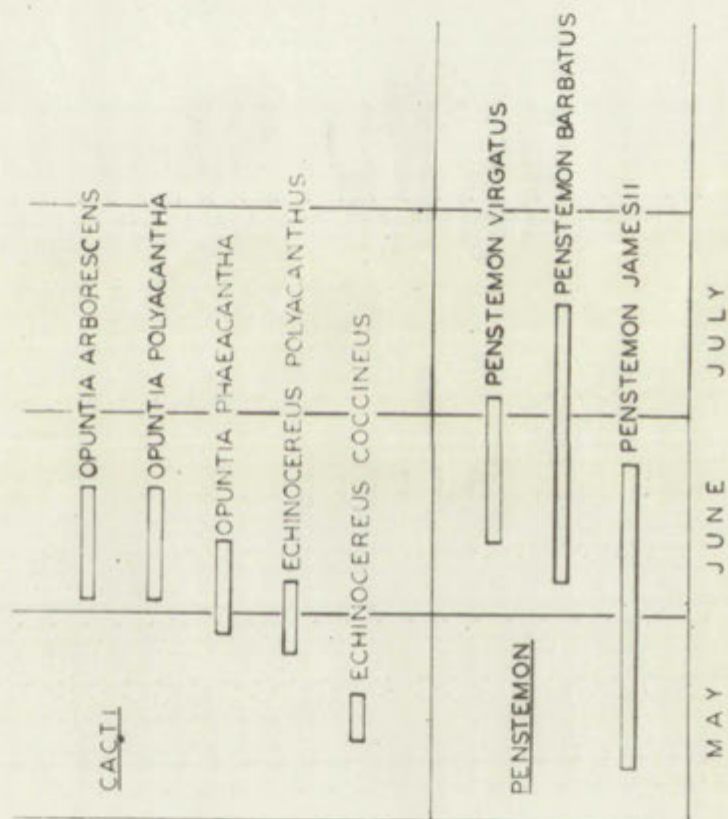 CACTI
OPUNTIA ARBORESCENS
OPUNTIA POLYACANTHA
OPUNTIA PHAEACANTHA
ECHINOCEREUS POLYACANTHUS
ECHINOCEREUS COCCINEUS
PENSTEMON
PENSTEMON VIRGATUS
PENSTEMON BARBATUS
PENSTEMON JAMESII
MAY JUNE JULY